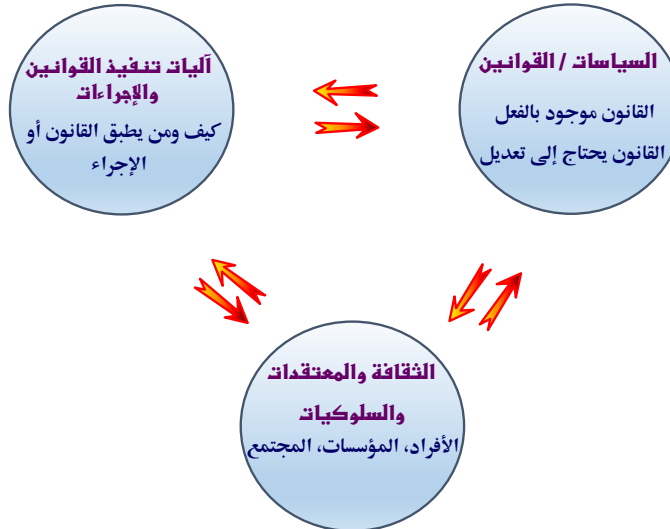 السياسات / القوانين
القانون موجود بالفعل
القانون يحتاج إلى تعديل
آليات تنفيذ القوانين
والإجراءات
كيف ومن يطبق القانون أو
الإجراء
الثقافة والمعتقدات
والسلوكيات
الأفراد، المؤسسات، المجتمع